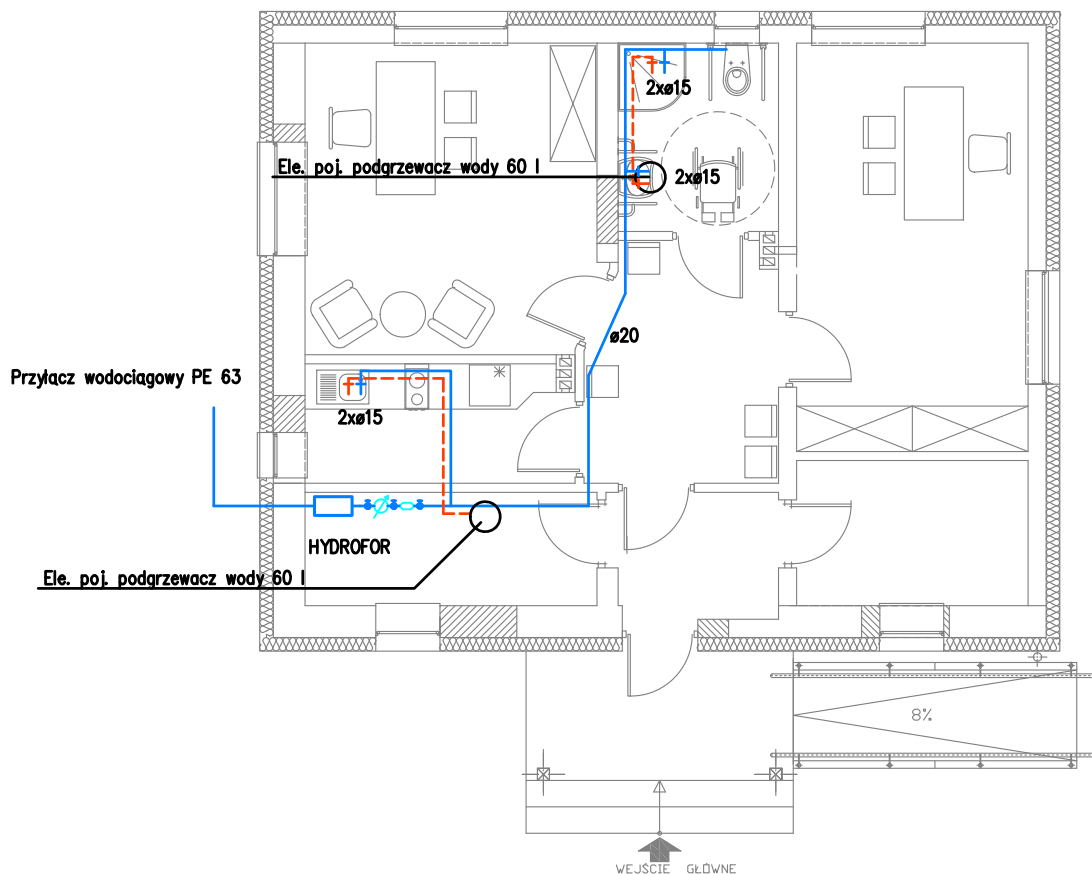 2xø15
Ele. poj. podgrzewacz wody 60 l
2xø15
ø20
Przyłacz wodociągowy PE 63
2xø15
HYDROFOR
Ele. poj. podgrzewacz wody 60 l
8%
WEJŚCIE GŁÓWNE